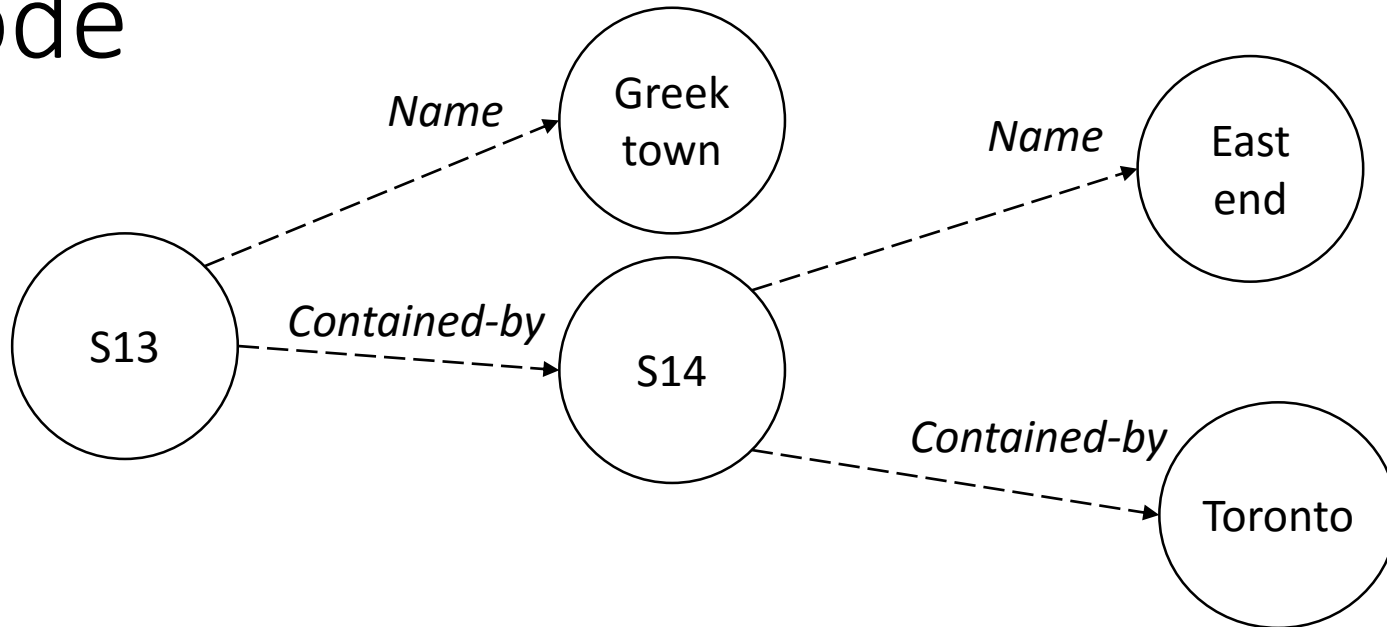 ode
Name
Greek
town
Name
East
end
S13
Contained-by
S14
Contained-by
Toronto